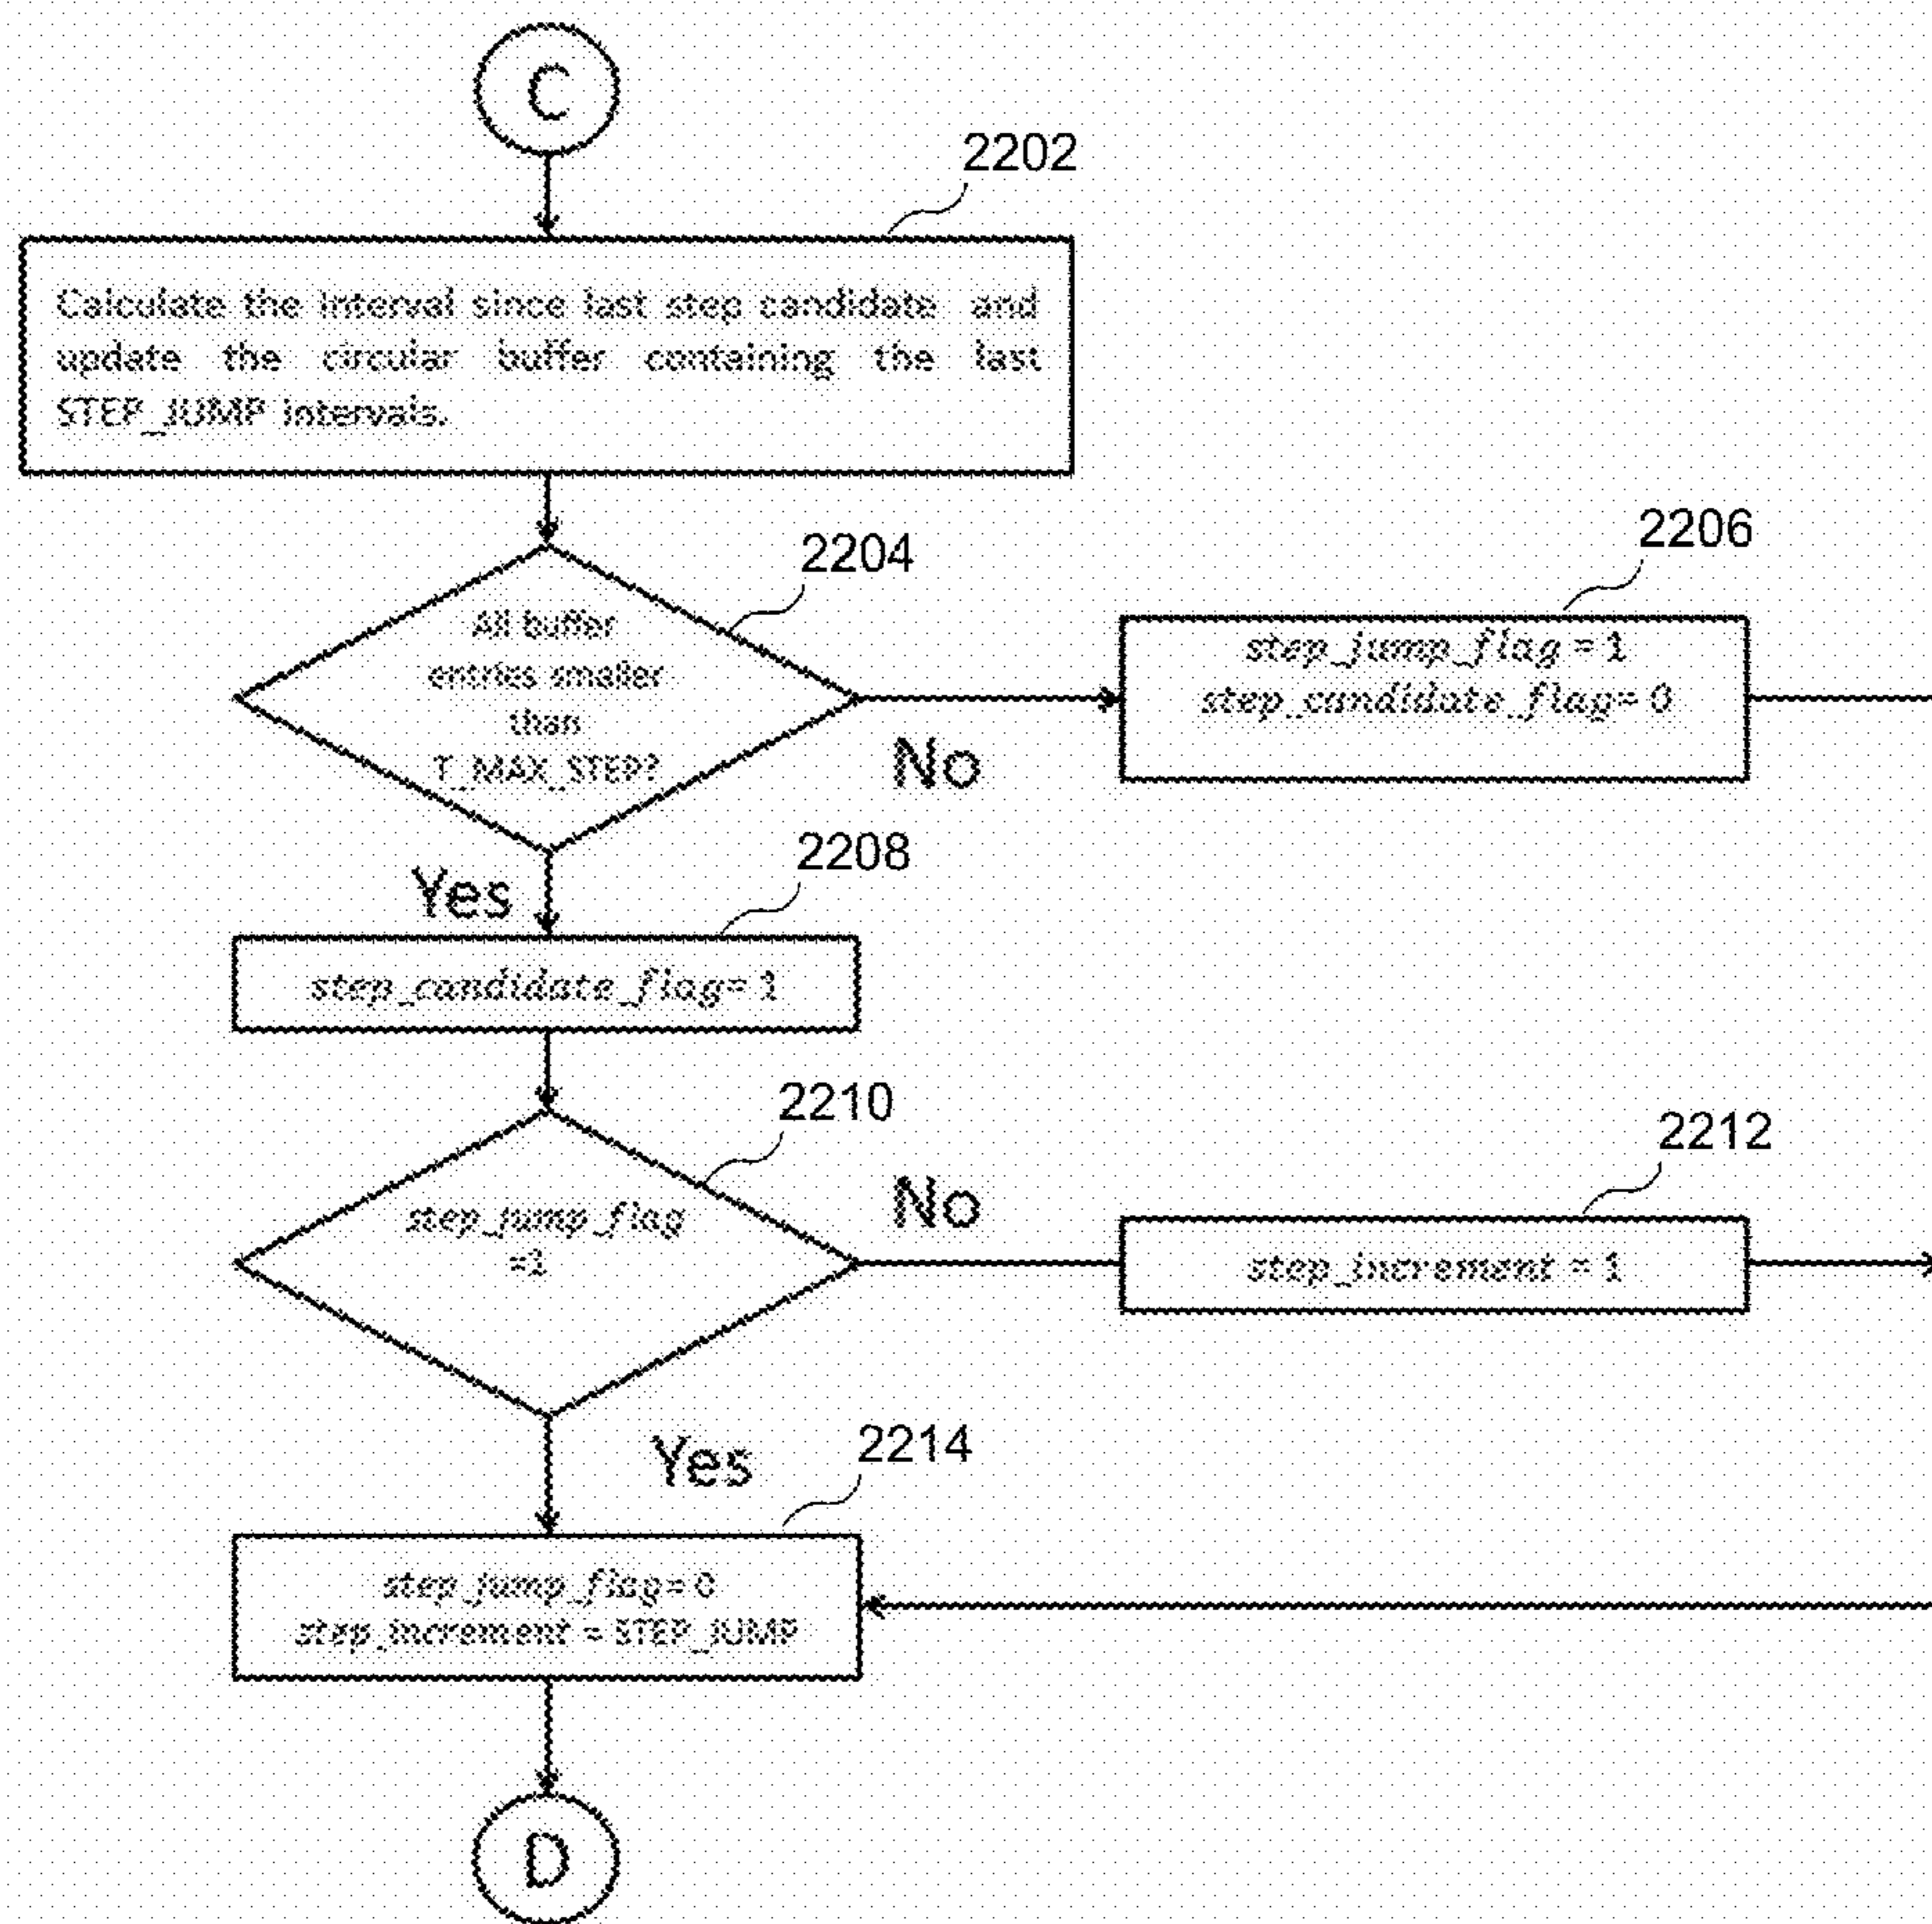 C
2202
Calculate the interval since last step candidate and
update the circular buffer containing the last
STEP_JUMP intervals.
2204
All buffer
entries smaller
than
T_MAX_STEP?
No
2206
step_jump_flag = 1
step_candidate_flag= 0
Yes
2208
step_candidate_flag= 1
2210
step_jump_flag
=1
No
2212
step_increment = 1
Yes
2214
step_jump_flag= 0
step_increment = STEP_JUMP
D